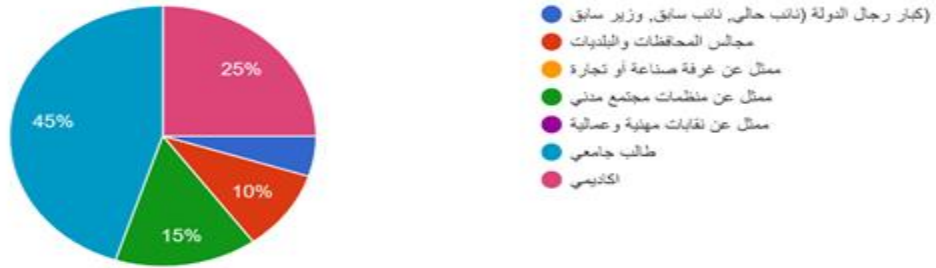 25%
45%
10%
15%
كبار رجال الدولة (نائب حالي, نائب سابق, وزير سابق)
مجالس المحافظات والبلديات
ممثل عن غرفة صناعة أو تجارة
ممثل عن منظمات مجتمع مدني
ممثل عن نقابات مهنية وعمالية
طالب جامعي
اكاديمي